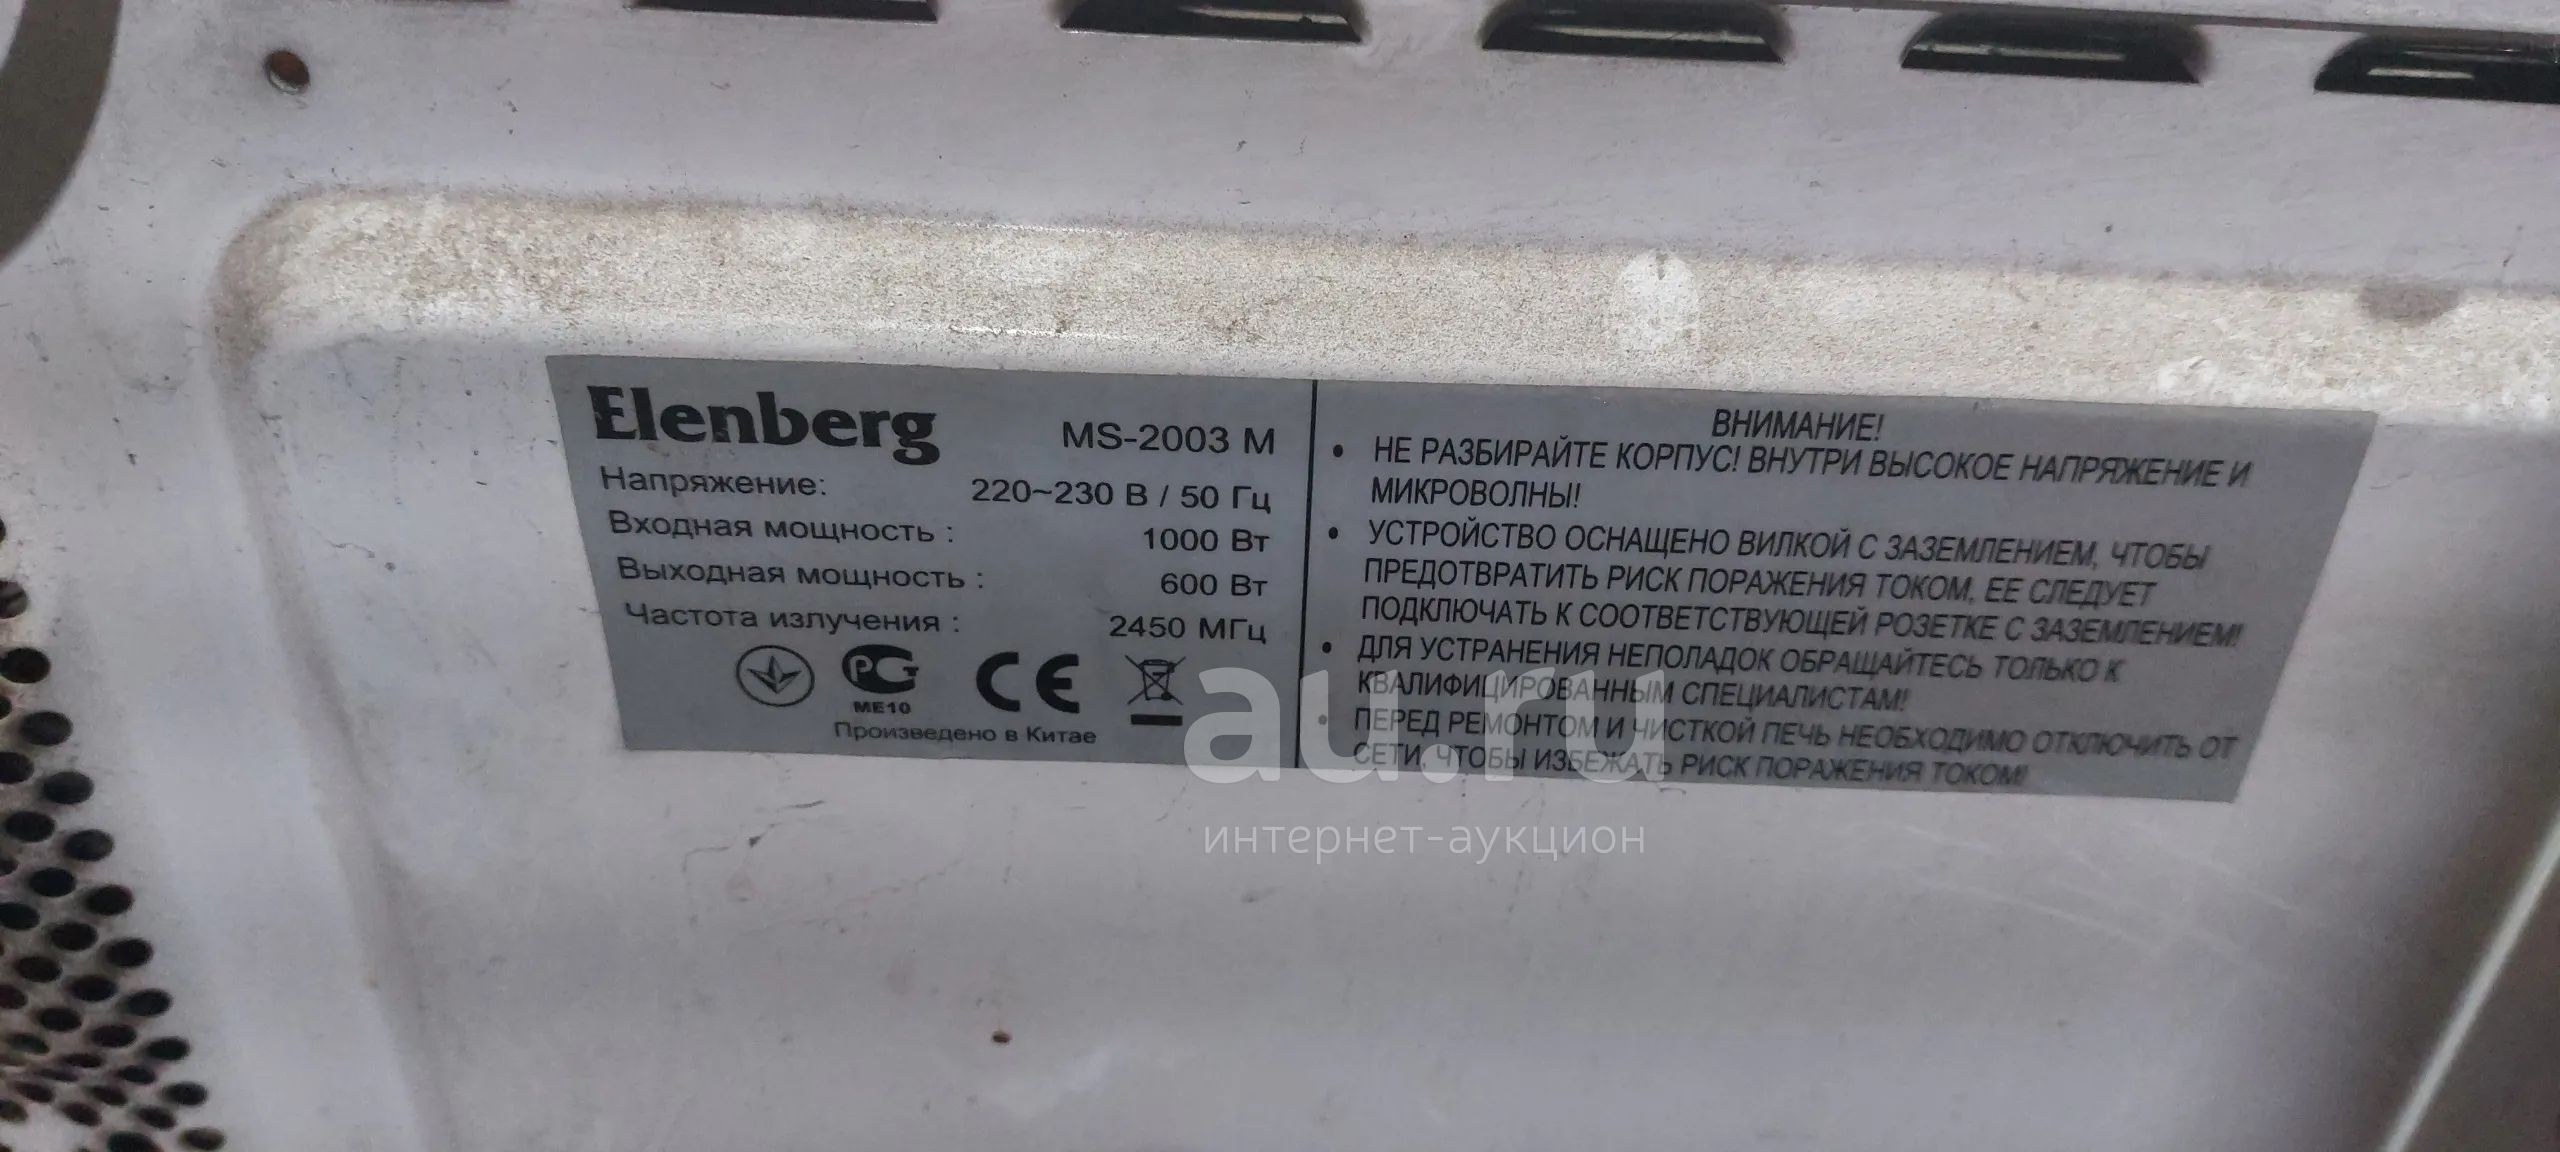 Elenberg MS-2003 M
Напряжение: 220~230 В / 50 Гц
Входная мощность : 1000 Вт
Выходная мощность : 600 Вт
Частота излучения : 2450 МГц
РСТ
МЕ10
CE
Произведено в Китае
ВНИМАНИЕ!
• НЕ РАЗБИРАЙТЕ КОРПУС! ВНУТРИ ВЫСОКОЕ НАПРЯЖЕНИЕ И
МИКРОВОЛНЫ!
• УСТРОЙСТВО ОСНАЩЕНО ВИЛКОЙ С ЗАЗЕМЛЕНИЕМ, ЧТОБЫ
ПРЕДОТВРАТИТЬ РИСК ПОРАЖЕНИЯ ТОКОМ, ЕЕ СЛЕДУЕТ
ПОДКЛЮЧАТЬ К СООТВЕТСТВУЮЩЕЙ РОЗЕТКЕ С ЗАЗЕМЛЕНИЕМ!
• ДЛЯ УСТРАНЕНИЯ НЕПОЛАДОК ОБРАЩАЙТЕСЬ ТОЛЬКО К
КВАЛИФИЦИРОВАННЫМ СПЕЦИАЛИСТАМ!
• ПЕРЕД РЕМОНТОМ И ЧИСТКОЙ ПЕЧЬ НЕОБХОДИМО ОТКЛЮЧИТЬ ОТ
СЕТИ, ЧТОБЫ ИЗБЕЖАТЬ РИСК ПОРАЖЕНИЯ ТОКОМ!
au.ru
интернет-аукцион